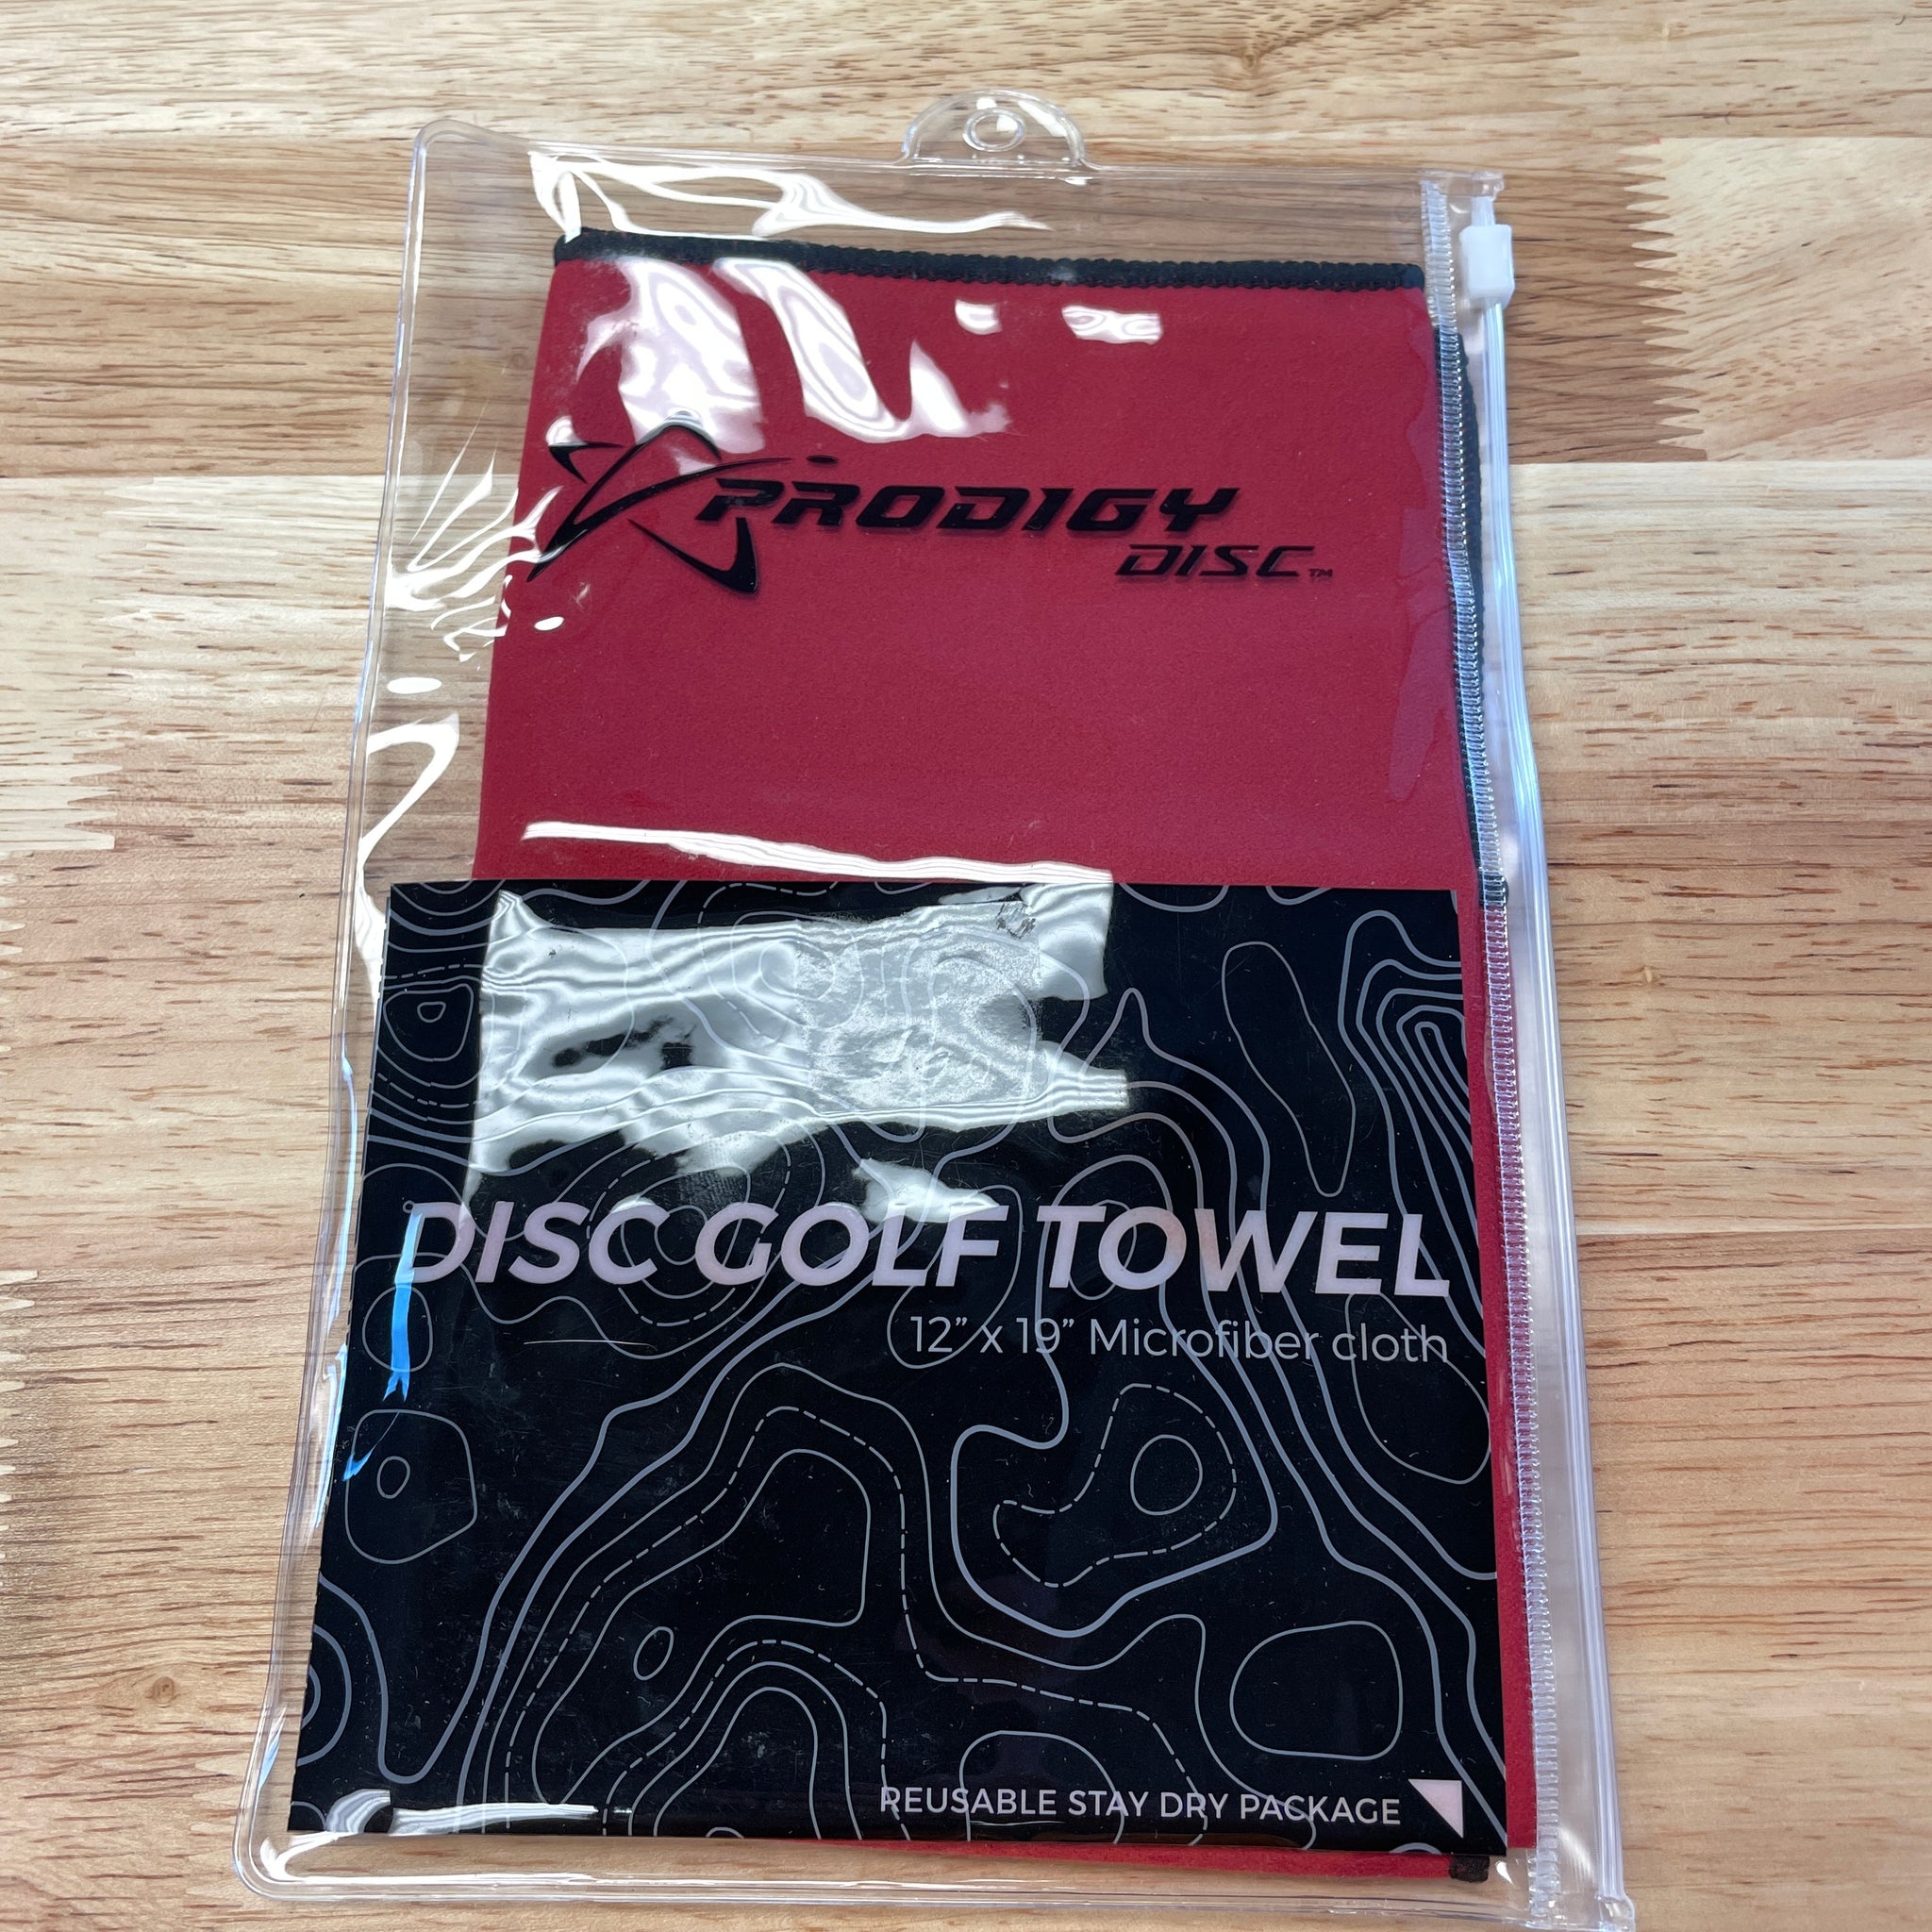 PRODIGY
DISC™
DISC GOLF TOWEL
12” x 19” Microfiber cloth
REUSABLE STAY DRY PACKAGE